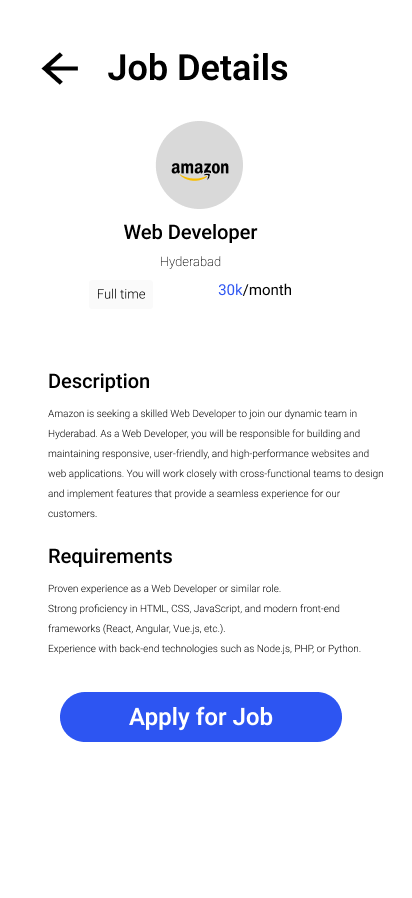 Job Details
amazon
Web Developer
Hyderabad
Full time
30k/month
Description
Amazon is seeking a skilled Web Developer to join our dynamic team in
Hyderabad. As a Web Developer, you will be responsible for building and
maintaining responsive, user-friendly, and high-performance websites and
web applications. You will work closely with cross-functional teams to design
and implement features that provide a seamless experience for our
customers.
Requirements
Proven experience as a Web Developer or similar role.
Strong proficiency in HTML, CSS, JavaScript, and modern front-end
frameworks (React, Angular, Vue.js, etc.).
Experience with back-end technologies such as Node.js, PHP, or Python.
Apply for Job